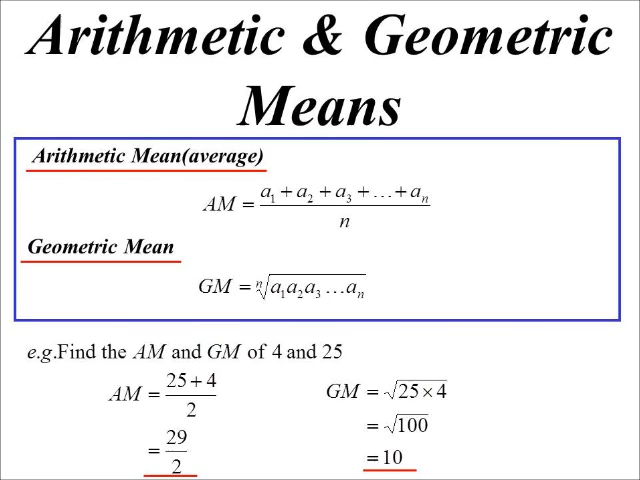 Arithmetic & Geometric
Means
Arithmetic Mean(average)
AM = (a₁ + a₂ + a₃ + … + aₙ) / n
Geometric Mean
GM = ⁿ√(a₁a₂a₃ …aₙ)
e.g.Find the AM and GM of 4 and 25
AM = (25 + 4) / 2
= 29 / 2
GM = √(25 × 4)
= √100
= 10